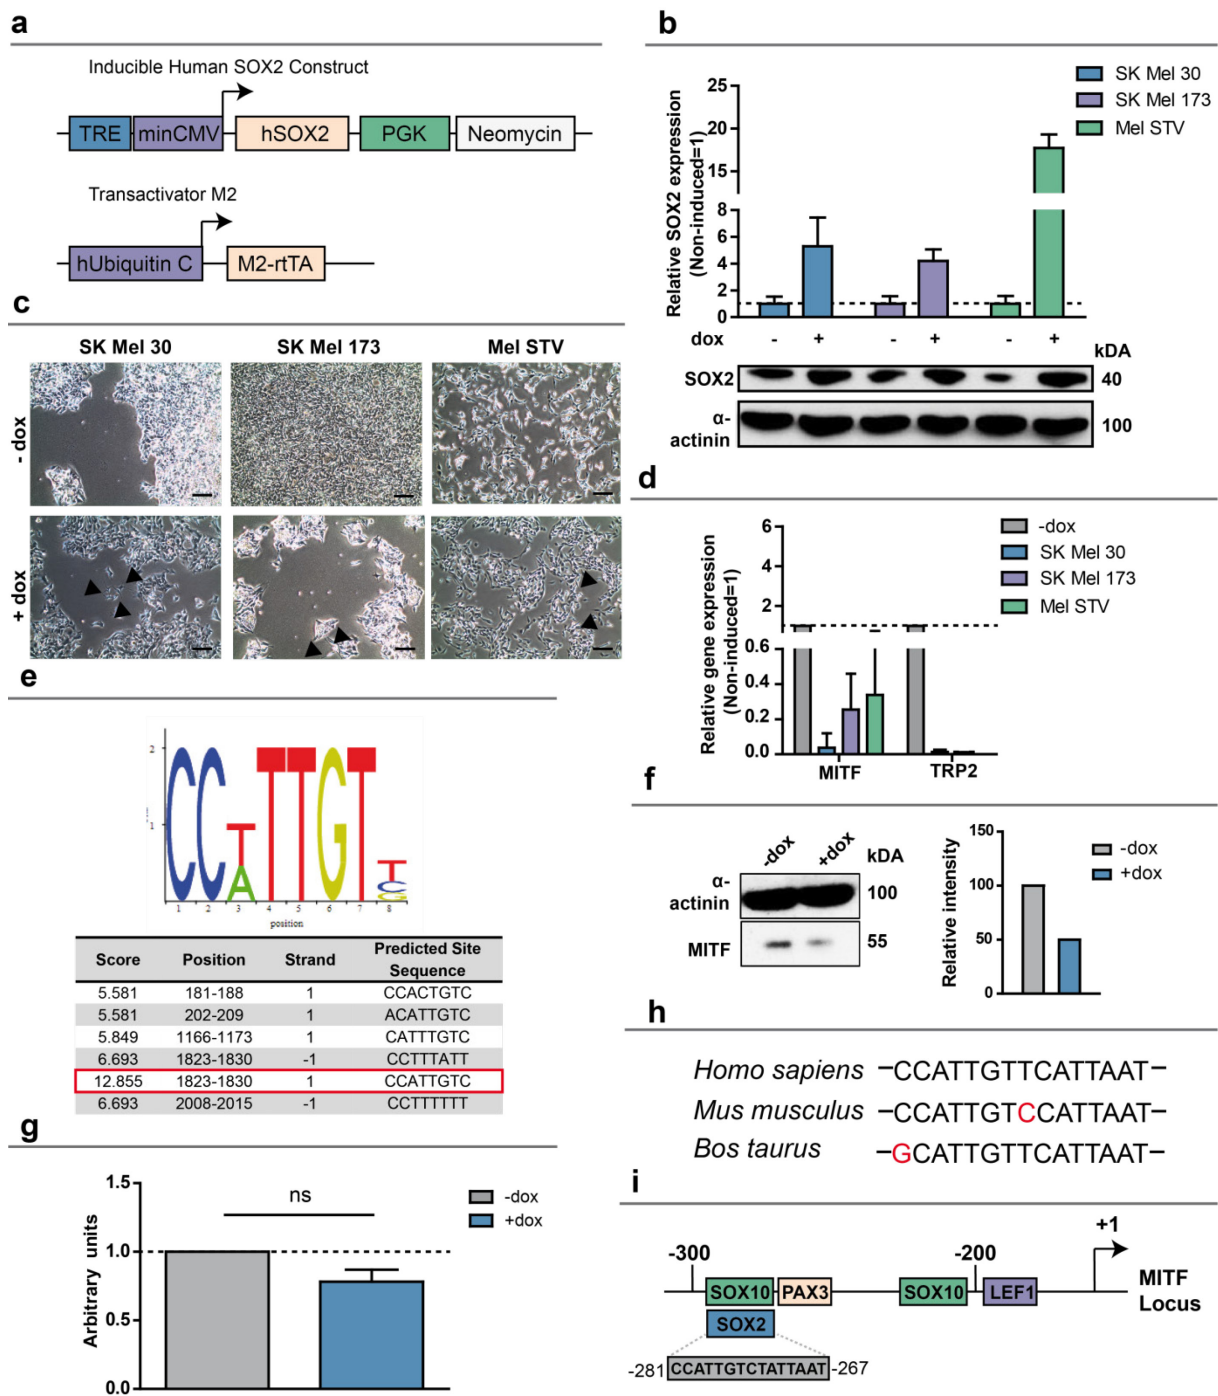 a
Inducible Human SOX2 Construct
TRE minCMV hSOX2 PGK Neomycin
Transactivator M2
hUbiquitin C M2-rtTA
b
Relative SOX2 expression
(Non-induced=1)
25
20
15
8
6
4
2
0
SK Mel 30
SK Mel 173
Mel STV
dox - + - + - +
kDA
SOX2 40
α-
actinin 100
c
SK Mel 30 SK Mel 173 Mel STV
- dox
+ dox
d
Relative gene expression
(Non-induced=1)
6
4
2
0.6
0.4
0.2
0.0
MITF TRP2
-dox
SK Mel 30
SK Mel 173
Mel STV
e
2
1
CCTTTGTT
A C
G
1 2 3 4 5 6 7 8
position
Score Position Strand Predicted Site
Sequence
5.581 181-188 1 CCACTGTC
5.581 202-209 1 ACATTGTC
5.849 1166-1173 1 CATTTGTC
6.693 1823-1830 -1 CCTTTATT
12.855 1823-1830 1 CCATTGTC
6.693 2008-2015 -1 CCTTTTTT
f
-dox +dox kDA
α-
actinin 100
MITF 55
Relative intensity
150
100
50
0
-dox
+dox
g
Arbitrary units
1.5
1.0
0.5
0.0
ns
-dox
+dox
h
Homo sapiens –CCATTGTTCATTAAT–
Mus musculus –CCATTGTCCATTAAT–
Bos taurus –GCATTGTTCATTAAT–
i
-300 -200 +1
SOX10 PAX3 SOX10 LEF1
MITF
Locus
SOX2
-281 CCATTGTCTATTAAT -267